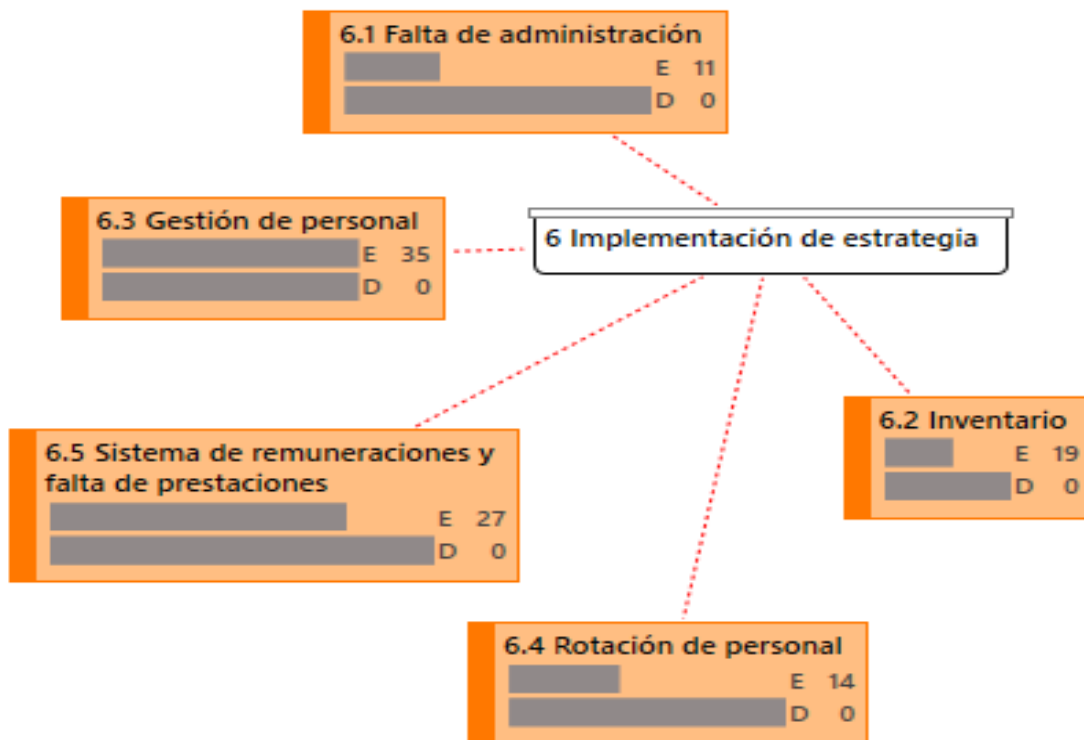 6.1 Falta de administración
E 11
D 0
6.3 Gestión de personal
E 35
D 0
6 Implementación de estrategia
6.2 Inventario
E 19
D 0
6.5 Sistema de remuneraciones y
falta de prestaciones
E 27
D 0
6.4 Rotación de personal
E 14
D 0